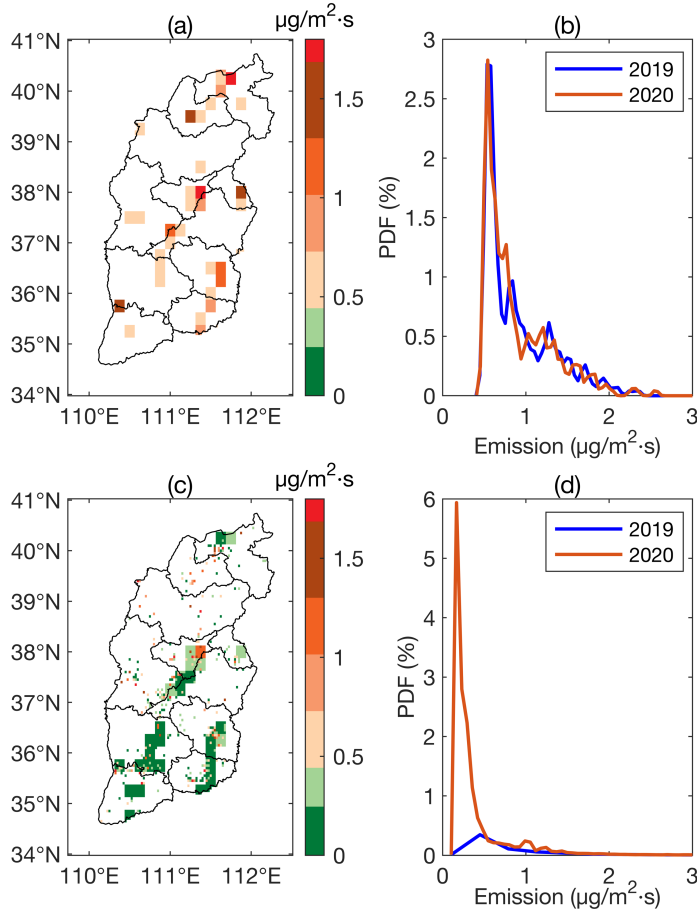 (a)
µg/m²·s
41°N
40°N
39°N
38°N
37°N
36°N
35°N
34°N
110°E 111°E 112°E
1.5
1
0.5
0
(b)
3
2.5
2
1.5
1
0.5
0
PDF (%)
2019
2020
0 1 2 3
Emission (µg/m²·s)
(c)
µg/m²·s
41°N
40°N
39°N
38°N
37°N
36°N
35°N
34°N
110°E 111°E 112°E
1.5
1
0.5
0
(d)
6
5
4
3
2
1
0
PDF (%)
2019
2020
0 1 2 3
Emission (µg/m²·s)